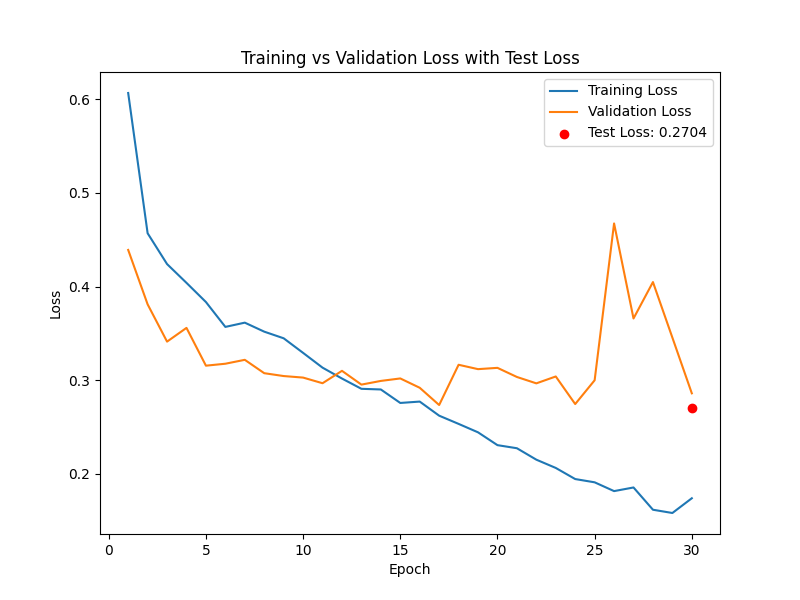 Training vs Validation Loss with Test Loss
Training Loss
Validation Loss
Test Loss: 0.2704
Loss
0.6
0.5
0.4
0.3
0.2
0 5 10 15 20 25 30
Epoch